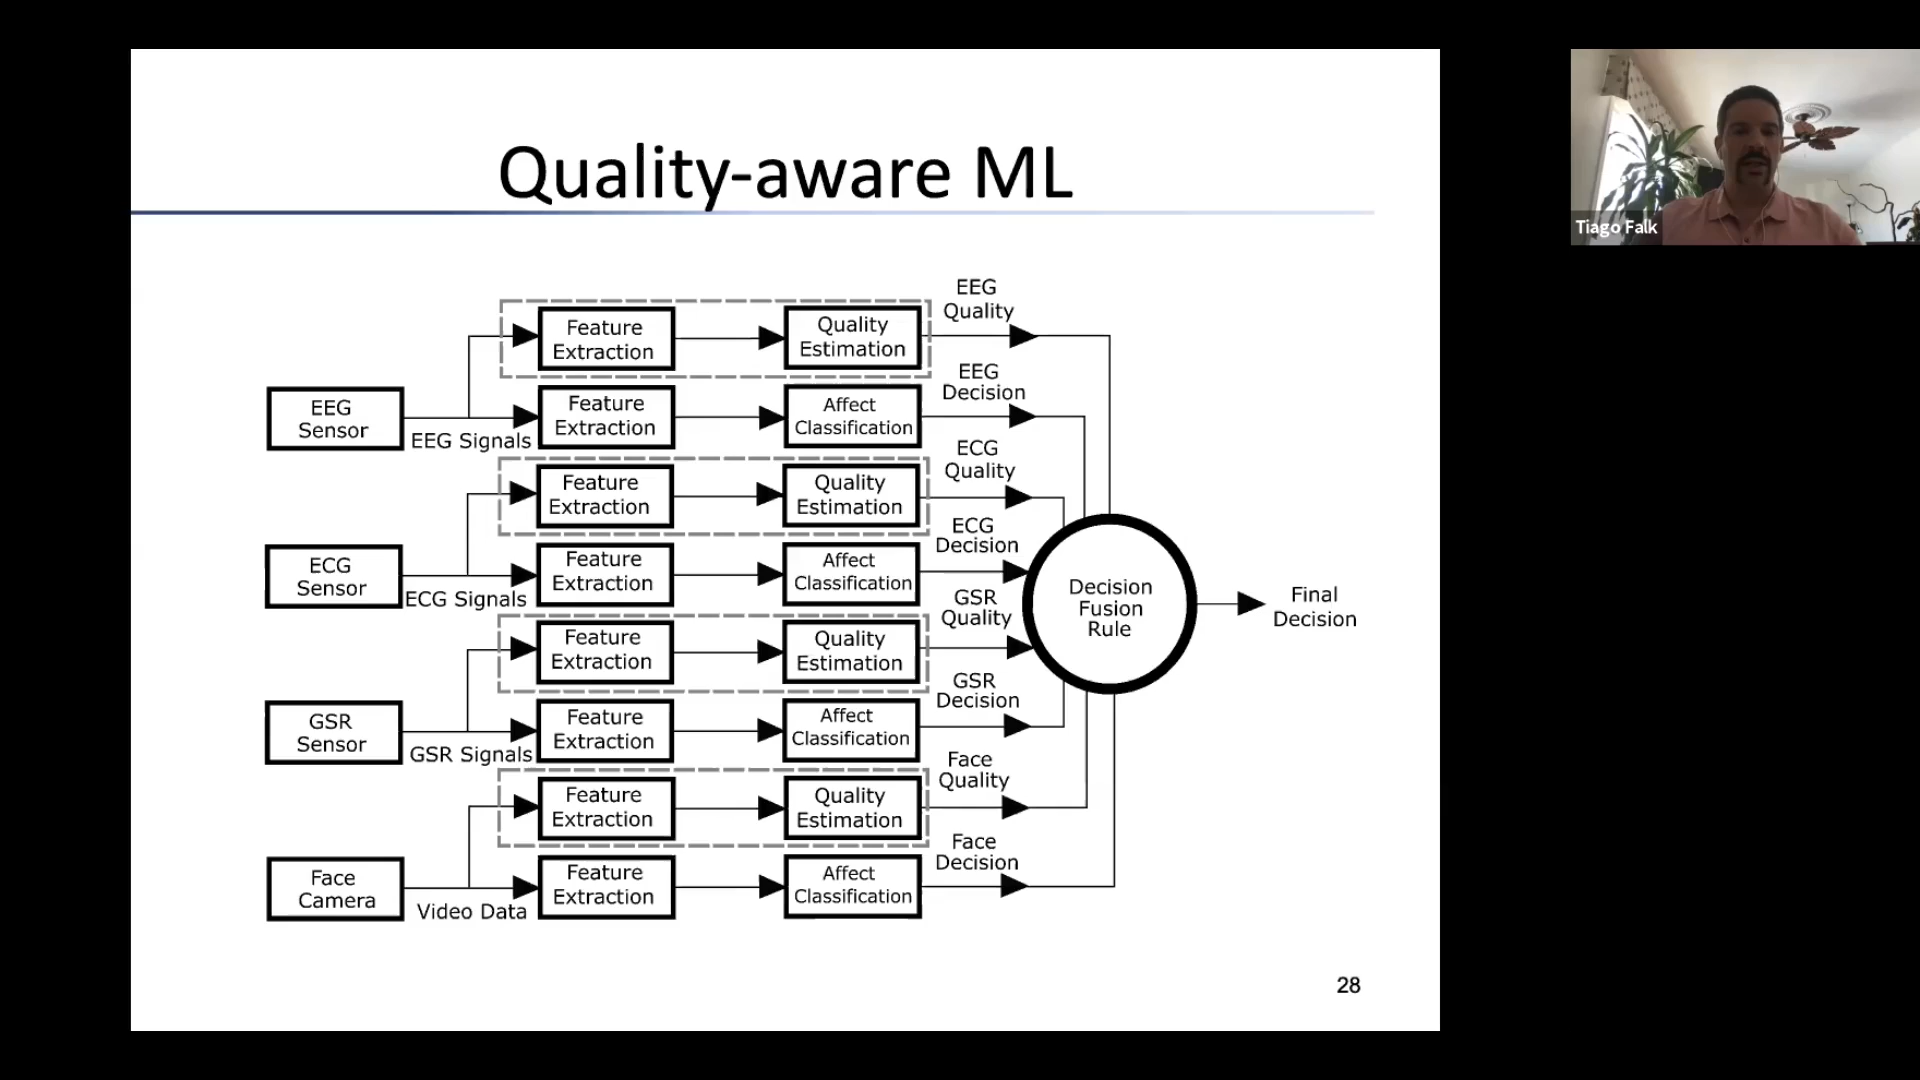 Quality-aware ML
Tiago Falk
EEG
Quality
Feature
Extraction
Quality
Estimation
EEG
Decision
EEG
Sensor
EEG Signals
Feature
Extraction
Affect
Classification
ECG
Quality
Feature
Extraction
Quality
Estimation
ECG
Decision
ECG
Sensor
ECG Signals
Feature
Extraction
Affect
Classification
GSR
Quality
Feature
Extraction
Quality
Estimation
GSR
Decision
GSR
Sensor
GSR Signals
Feature
Extraction
Affect
Classification
Face
Quality
Feature
Extraction
Quality
Estimation
Face
Decision
Face
Camera
Video Data
Feature
Extraction
Affect
Classification
Decision
Fusion
Rule
Final
Decision
28